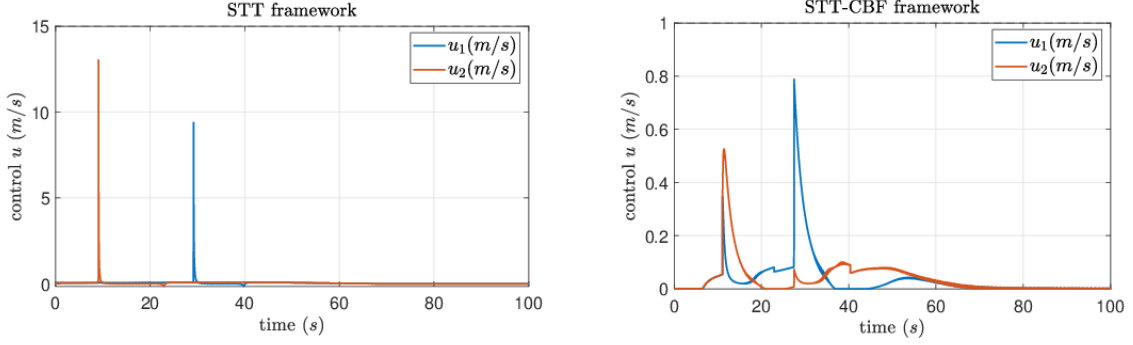 STT framework
15
10
5
0
control u (m/s)
u₁(m/s)
u₂(m/s)
0 20 40 60 80 100
time (s)
STT-CBF framework
1
0.8
0.6
0.4
0.2
0
control u (m/s)
u₁(m/s)
u₂(m/s)
0 20 40 60 80 100
time (s)